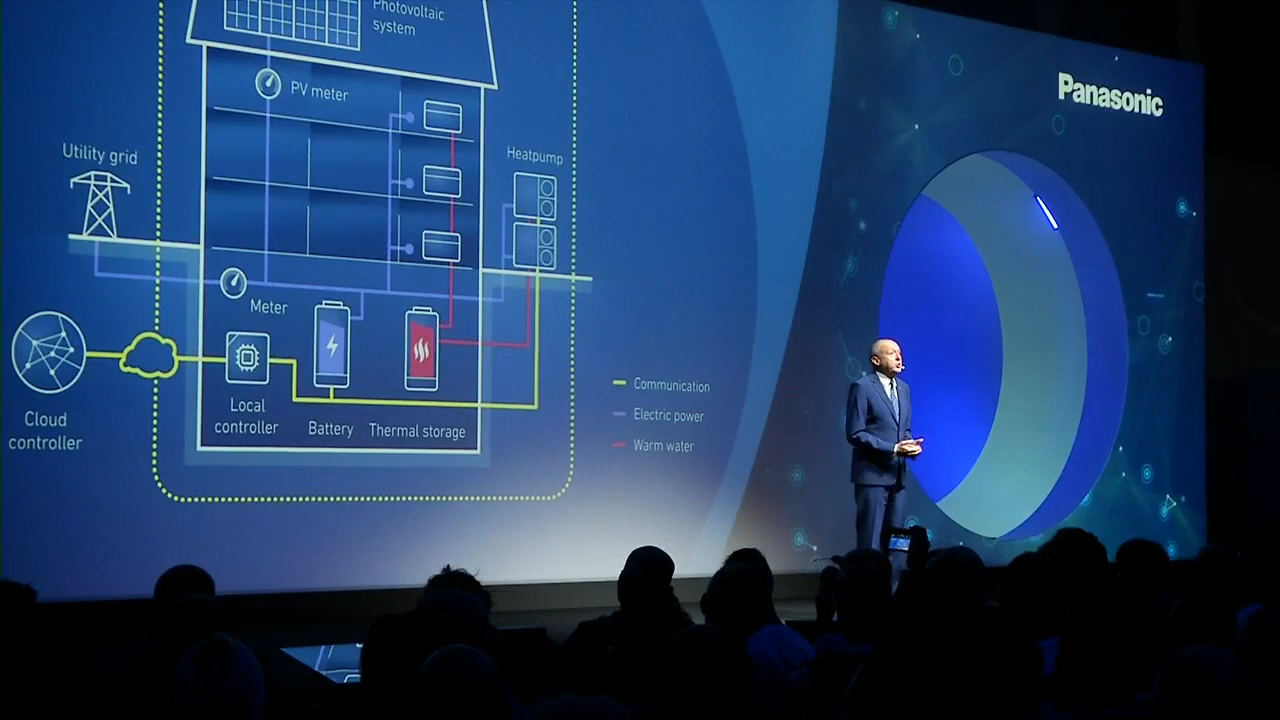 Photovoltaic
system
PV meter
Panasonic
Utility grid
Heatpump
Meter
Cloud
controller
Local
controller
Battery
Thermal storage
Communication
Electric power
Warm water